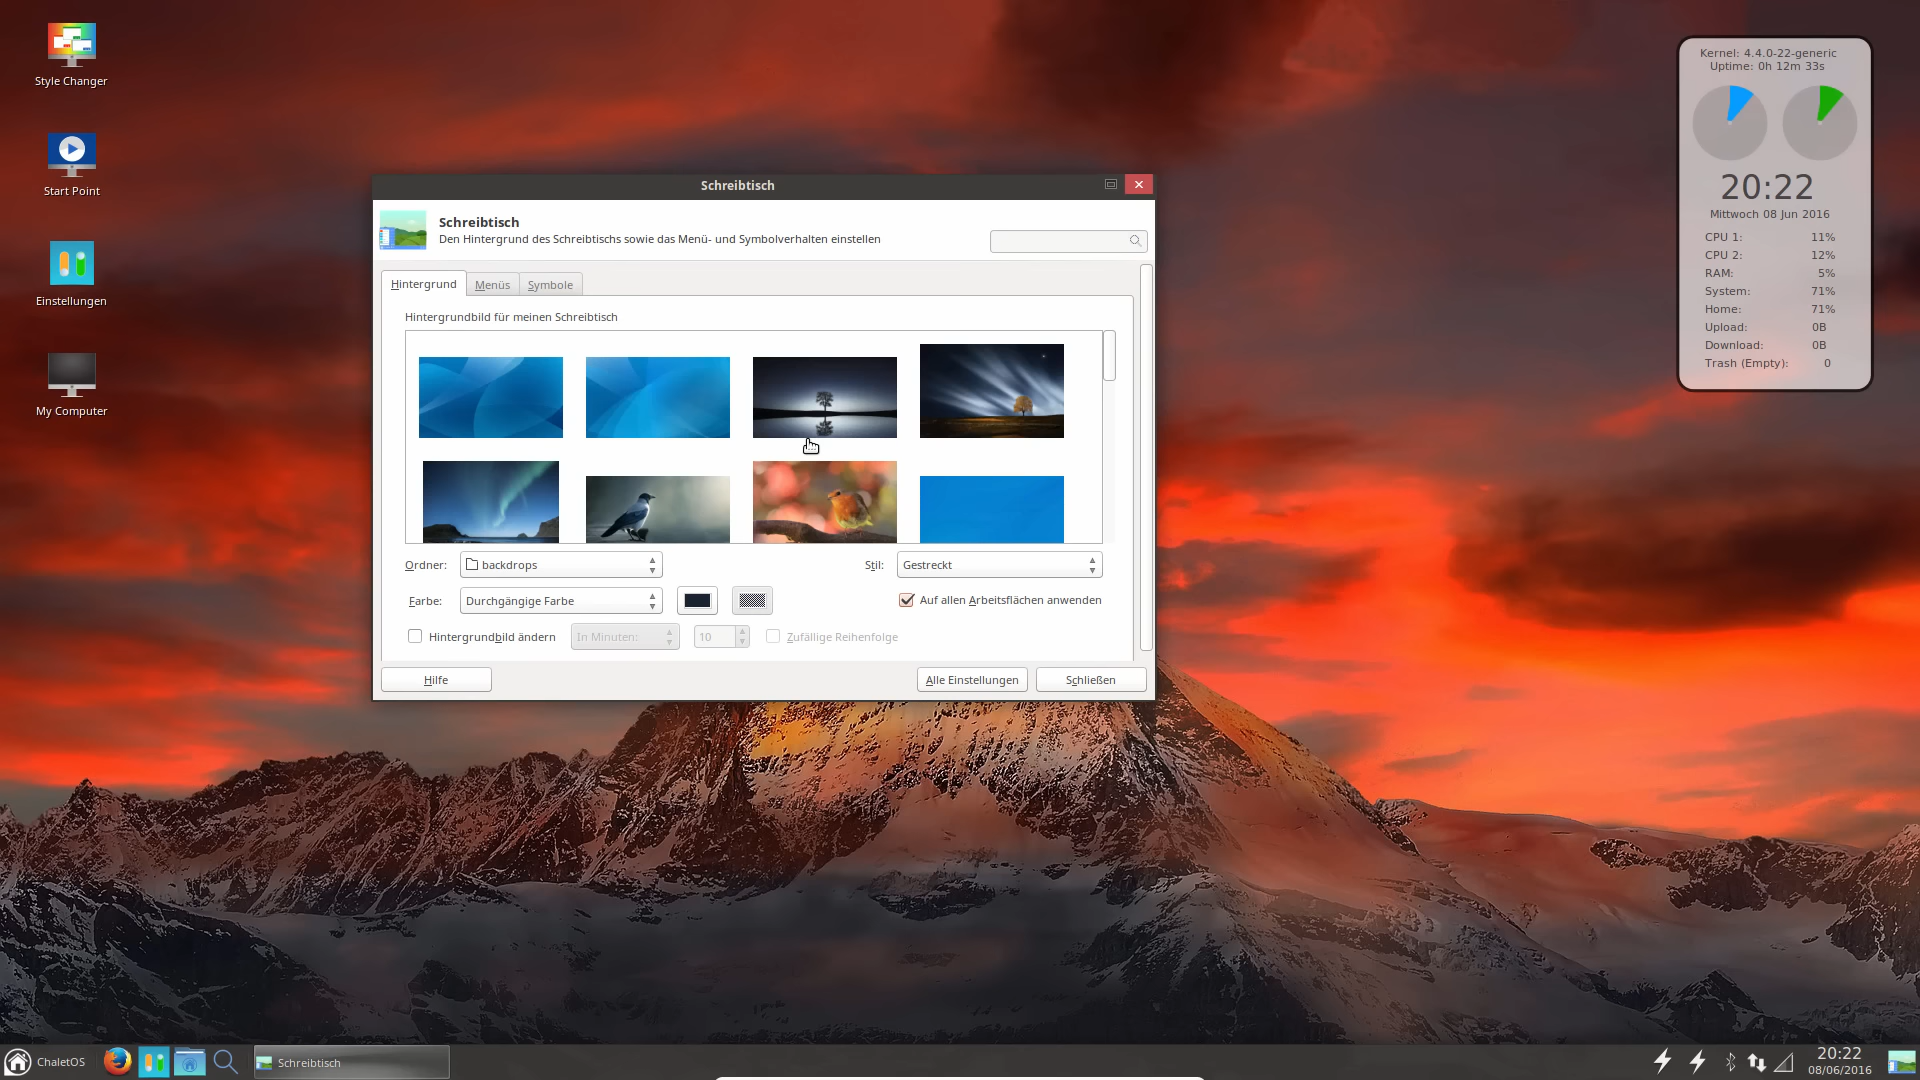 Style Changer
Start Point
Einstellungen
My Computer
Schreibtisch
Schreibtisch
Den Hintergrund des Schreibtischs sowie das Menü- und Symbolverhalten einstellen
Hintergrund Menüs Symbole
Hintergrundbild für meinen Schreibtisch
Ordner: backdrops Stil: Gestreckt
Farbe: Durchgängige Farbe Auf allen Arbeitsflächen anwenden
Hintergrundbild ändern In Minuten: 10 Zufällige Reihenfolge
Hilfe Alle Einstellungen Schließen
Kernel: 4.4.0-22-generic
Uptime: 0h 12m 33s
20:22
Mittwoch 08 Jun 2016
CPU 1: 11%
CPU 2: 12%
RAM: 5%
System: 71%
Home: 71%
Upload: 0B
Download: 0B
Trash (Empty): 0
ChaletOS Schreibtisch
20:22
08/06/2016